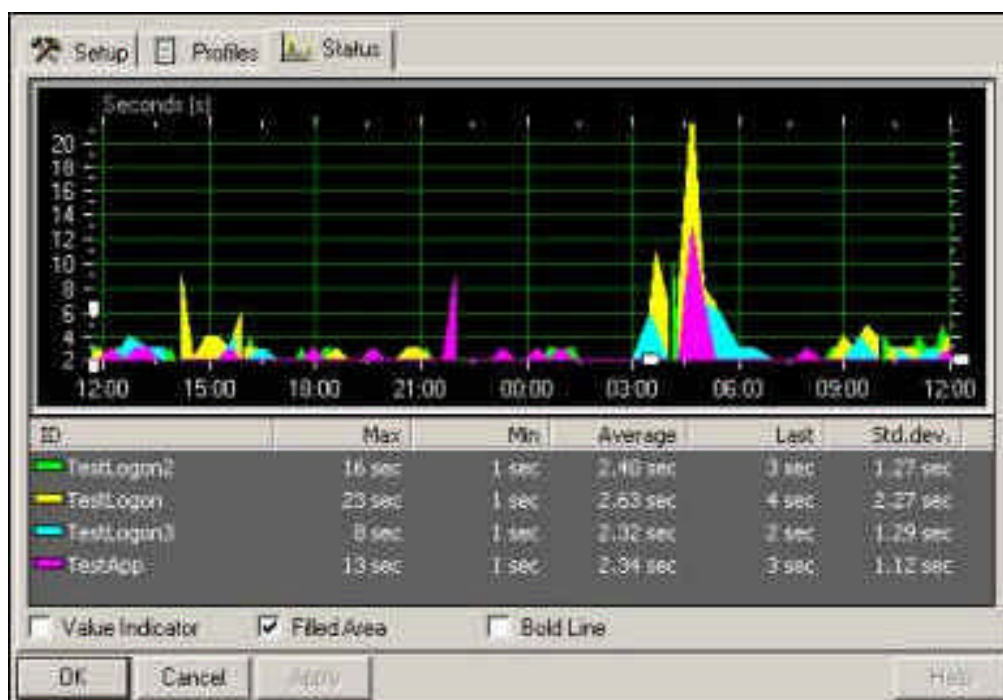 Setup Profiles Status
Seconds [s]
20
18
16
14
12
10
8
6
4
2
12:00 15:00 18:00 21:00 00:00 03:00 06:00 09:00 12:00
ID Max Min Average Last Std.dev.
TestLogon2 16 sec 1 sec 2.40 sec 3 sec 1.27 sec
TestLogon 23 sec 1 sec 2.63 sec 4 sec 2.27 sec
TestLogon3 8 sec 1 sec 2.32 sec 2 sec 1.29 sec
TestApp 13 sec 1 sec 2.34 sec 3 sec 1.12 sec
Value Indicator Filled Area Bold Line
OK Cancel Apply Help